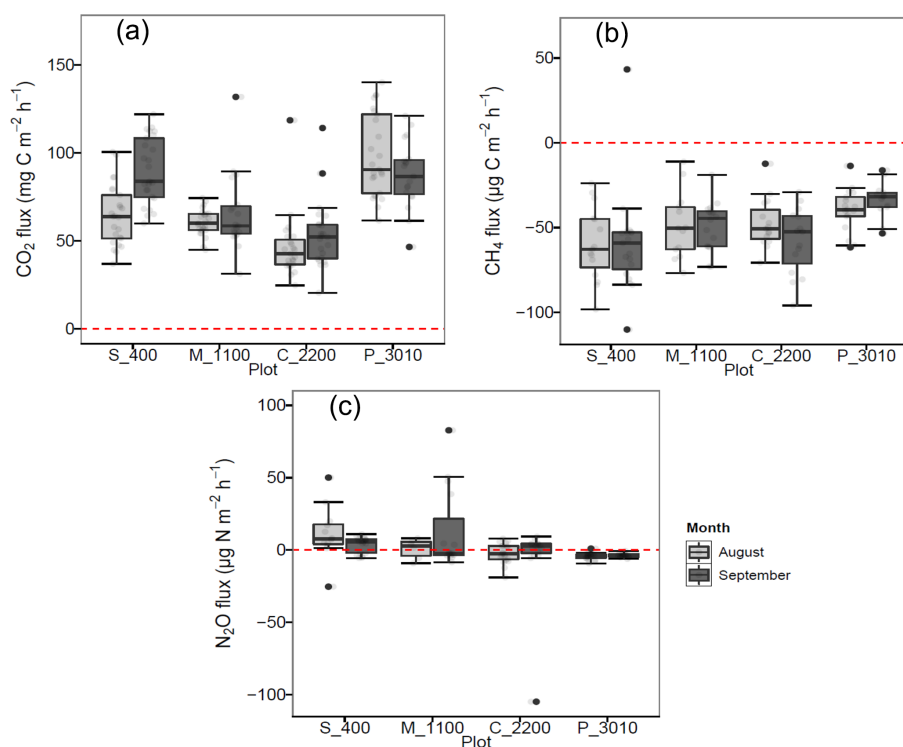 (a)
CO₂ flux (mg C m⁻² h⁻¹)
150
100
50
0
S_400 M_1100 C_2200 P_3010
Plot
(b)
CH₄ flux (µg C m⁻² h⁻¹)
50
0
−50
−100
S_400 M_1100 C_2200 P_3010
Plot
(c)
N₂O flux (µg N m⁻² h⁻¹)
100
50
0
−50
−100
S_400 M_1100 C_2200 P_3010
Plot
Month
August
September